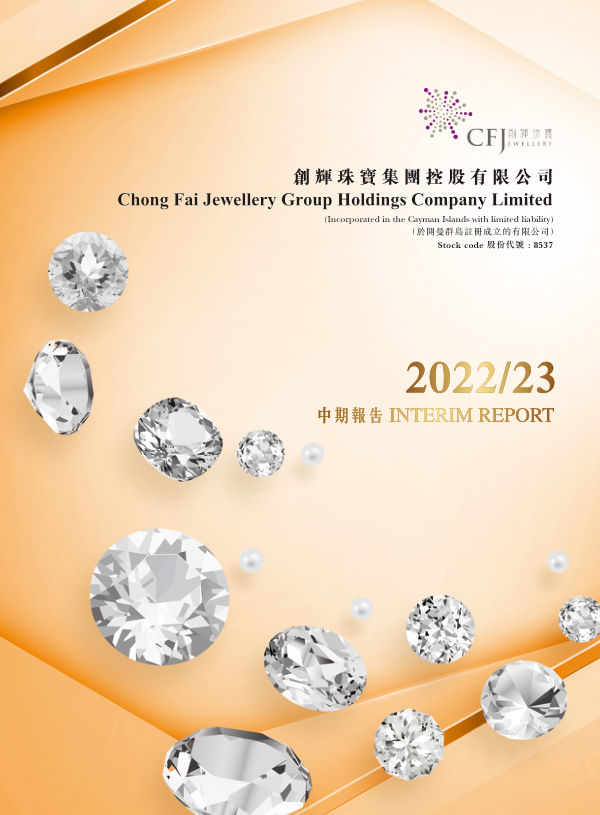 CFJ 創輝珠寶
JEWELLERY
創輝珠寶集團控股有限公司
Chong Fai Jewellery Group Holdings Company Limited
(Incorporated in the Cayman Islands with limited liability)
(於開曼群島註冊成立的有限公司)
Stock code 股份代號 : 8537
2022/23
中期報告 INTERIM REPORT